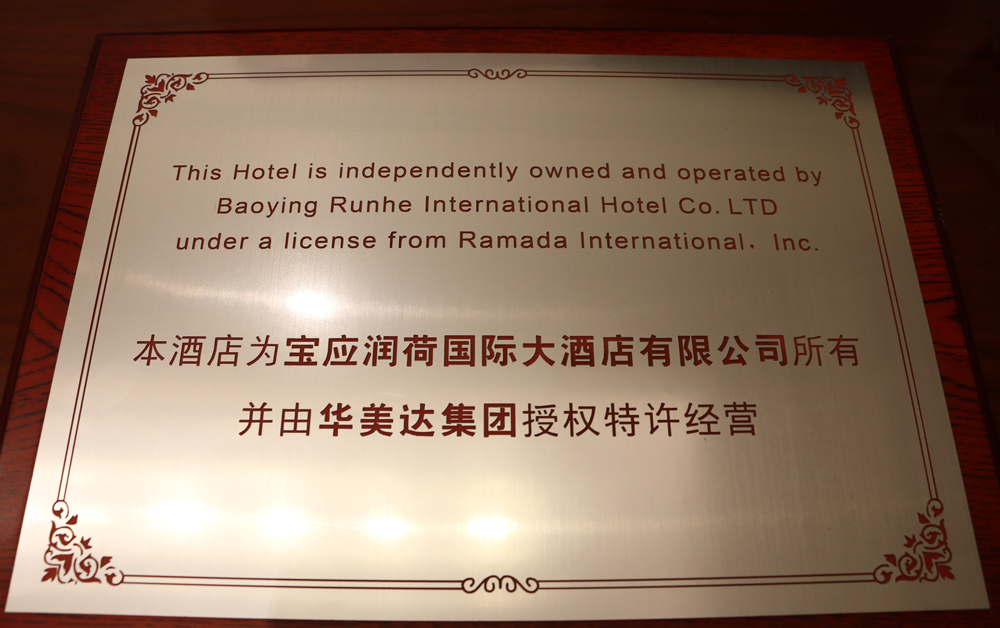 This Hotel is independently owned and operated by
Baoying Runhe International Hotel Co. LTD
under a license from Ramada International, Inc.
本酒店为宝应润荷国际大酒店有限公司所有
并由华美达集团授权特许经营